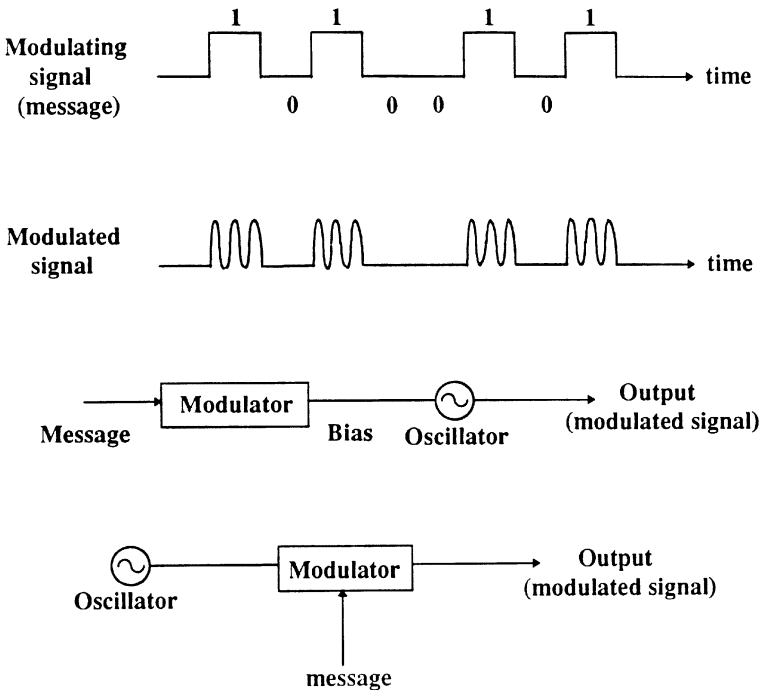 1 1 1 1
Modulating
signal
(message)
time
0 0 0 0
Modulated
signal
time
Message
Modulator
Bias
Oscillator
Output
(modulated signal)
Oscillator
Modulator
message
Output
(modulated signal)